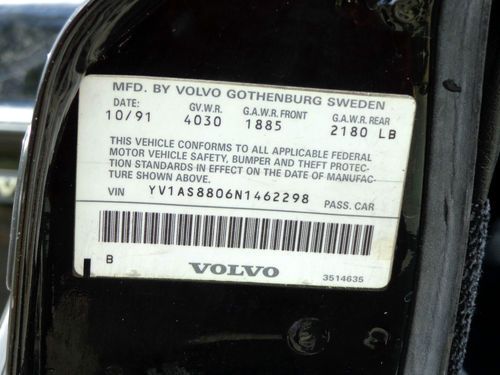 MFD. BY VOLVO GOTHENBURG SWEDEN
DATE: G.V.W.R. G.A.W.R. FRONT G.A.W.R. REAR
10/91 4030 1885 2180 LB
THIS VEHICLE CONFORMS TO ALL APPLICABLE FEDERAL
MOTOR VEHICLE SAFETY, BUMPER AND THEFT PROTEC-
TION STANDARDS IN EFFECT ON THE DATE OF MANUFAC-
TURE SHOWN ABOVE.
VIN YV1AS8806N1462298 PASS. CAR
B VOLVO 3514635